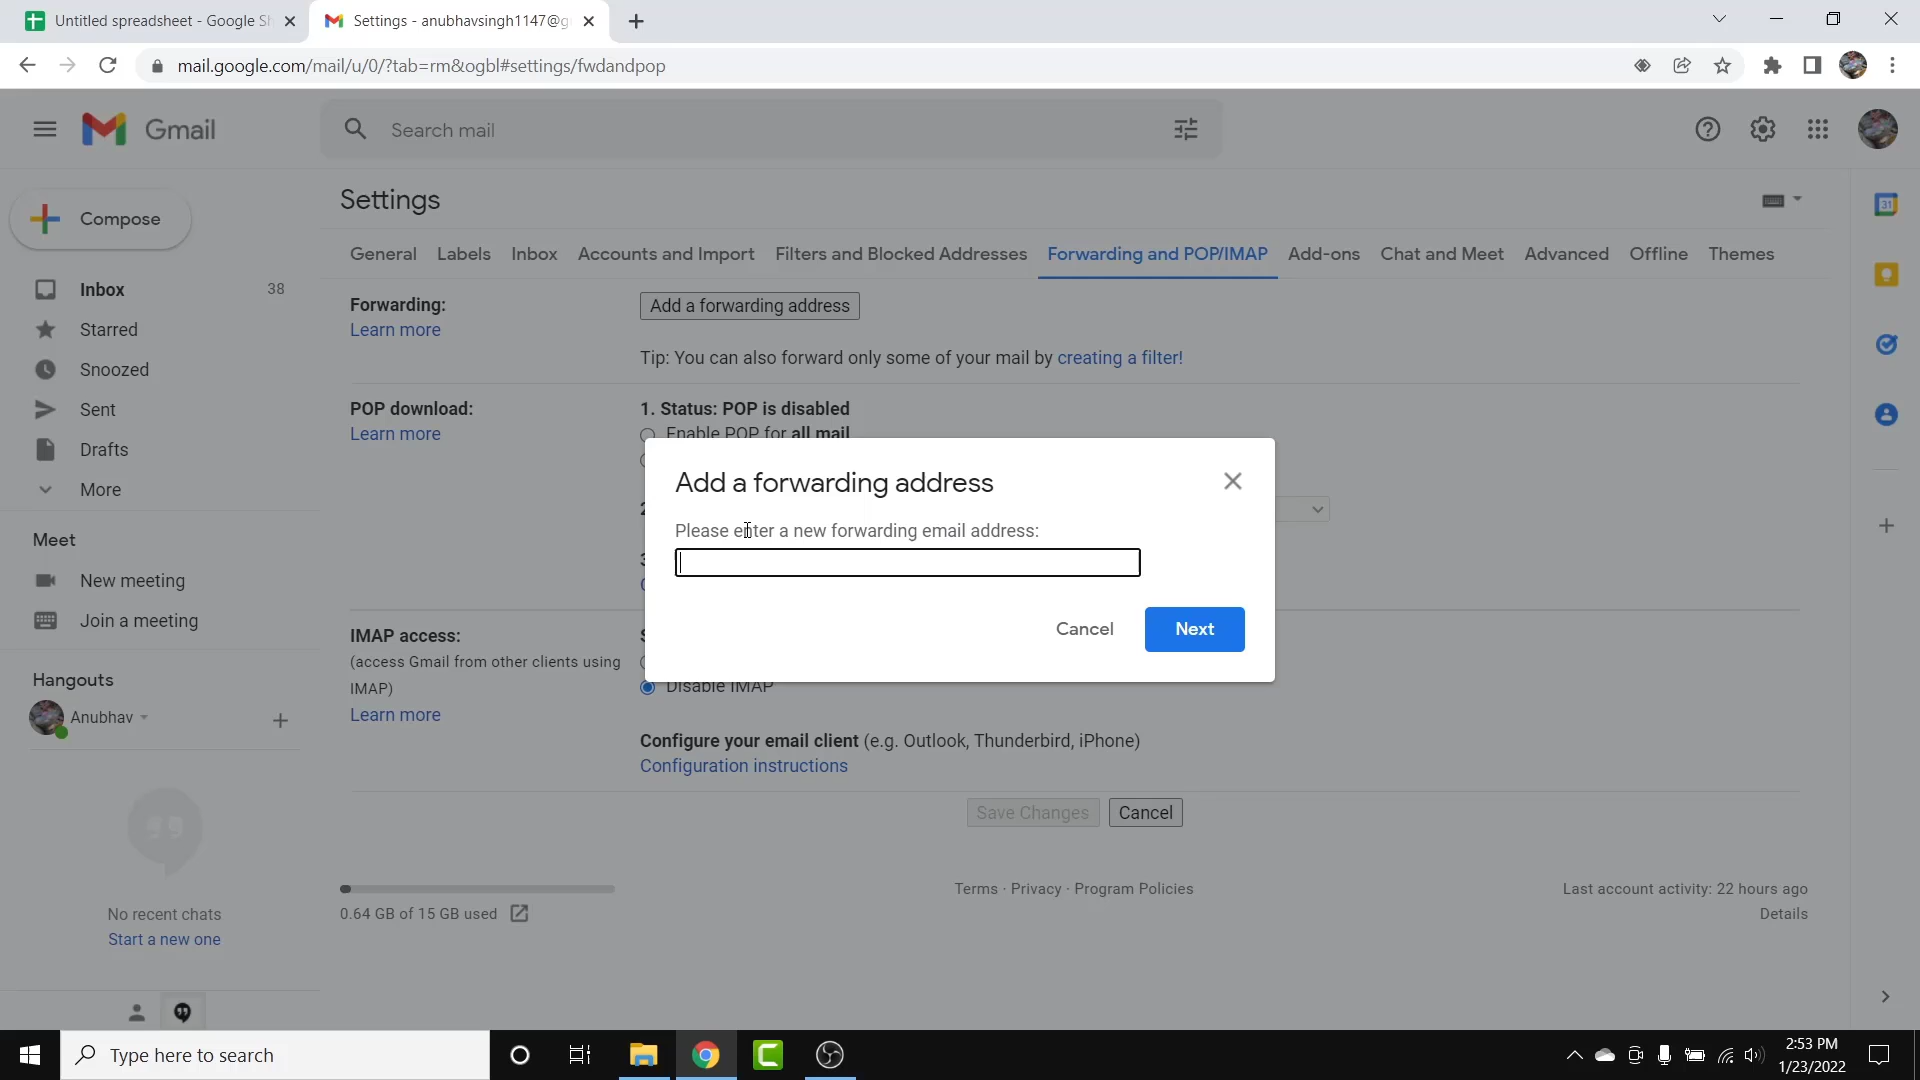 Untitled spreadsheet - Google Sh
Settings - anubhavsingh1147@g
mail.google.com/mail/u/0/?tab=rm&ogbl#settings/fwdandpop
Gmail
Search mail
Compose
Settings
General Labels Inbox Accounts and Import Filters and Blocked Addresses Forwarding and POP/IMAP Add-ons Chat and Meet Advanced Offline Themes
Inbox 38
Starred
Snoozed
Sent
Drafts
More
Meet
New meeting
Join a meeting
Hangouts
Anubhav
No recent chats
Start a new one
Forwarding:
Learn more
Add a forwarding address
Tip: You can also forward only some of your mail by creating a filter!
POP download:
Learn more
1. Status: POP is disabled
Enable POP for all mail
Add a forwarding address
Please enter a new forwarding email address:
Cancel
Next
IMAP access:
(access Gmail from other clients using
IMAP)
Learn more
Disable IMAP
Configure your email client (e.g. Outlook, Thunderbird, iPhone)
Configuration instructions
Save Changes
Cancel
0.64 GB of 15 GB used
Terms · Privacy · Program Policies
Last account activity: 22 hours ago
Details
31
Type here to search
2:53 PM
1/23/2022